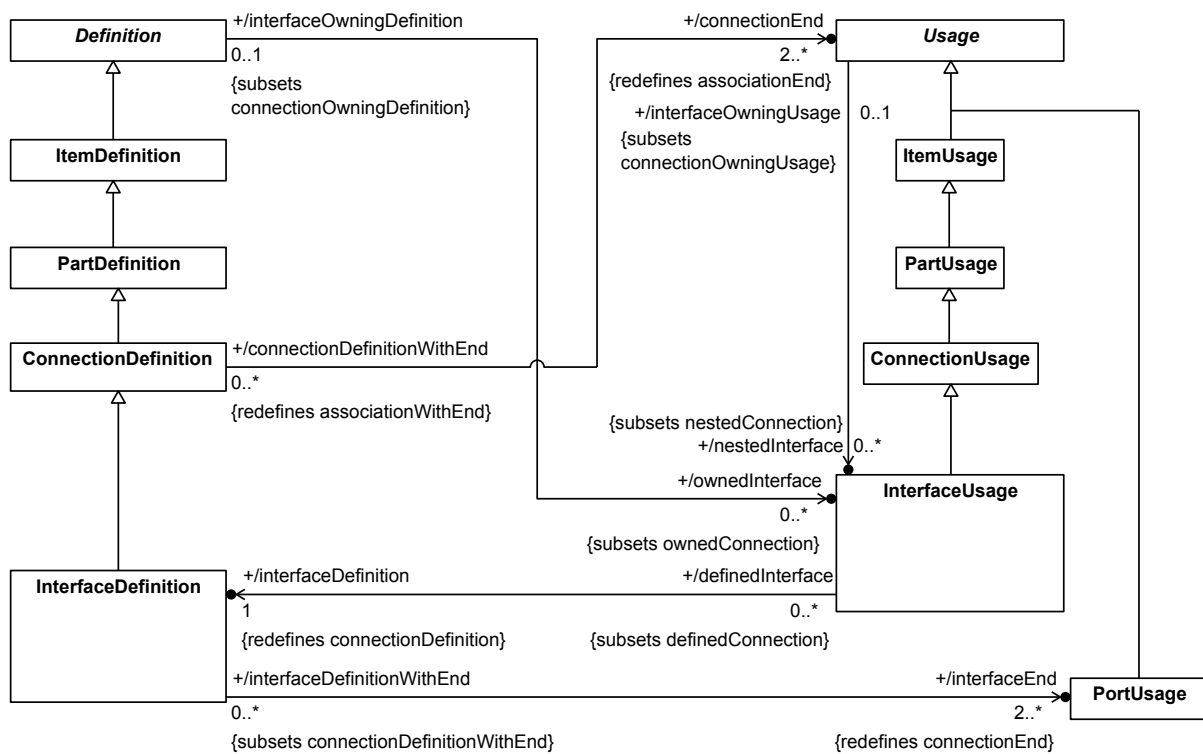 +/interfaceOwningDefinition
+/connectionEnd
Definition
Usage
0..1
2..*
{subsets
connectionOwningDefinition}
{redefines associationEnd}
+/interfaceOwningUsage
0..1
{subsets
connectionOwningUsage}
ItemDefinition
ItemUsage
PartDefinition
PartUsage
ConnectionDefinition
+/connectionDefinitionWithEnd
ConnectionUsage
0..*
{redefines associationWithEnd}
{subsets nestedConnection}
+/nestedInterface
0..*
+/ownedInterface
InterfaceUsage
0..*
{subsets ownedConnection}
InterfaceDefinition
+/interfaceDefinition
+/definedInterface
1
0..*
{redefines connectionDefinition}
{subsets definedConnection}
+/interfaceDefinitionWithEnd
+/interfaceEnd
PortUsage
0..*
2..*
{subsets connectionDefinitionWithEnd}
{redefines connectionEnd}